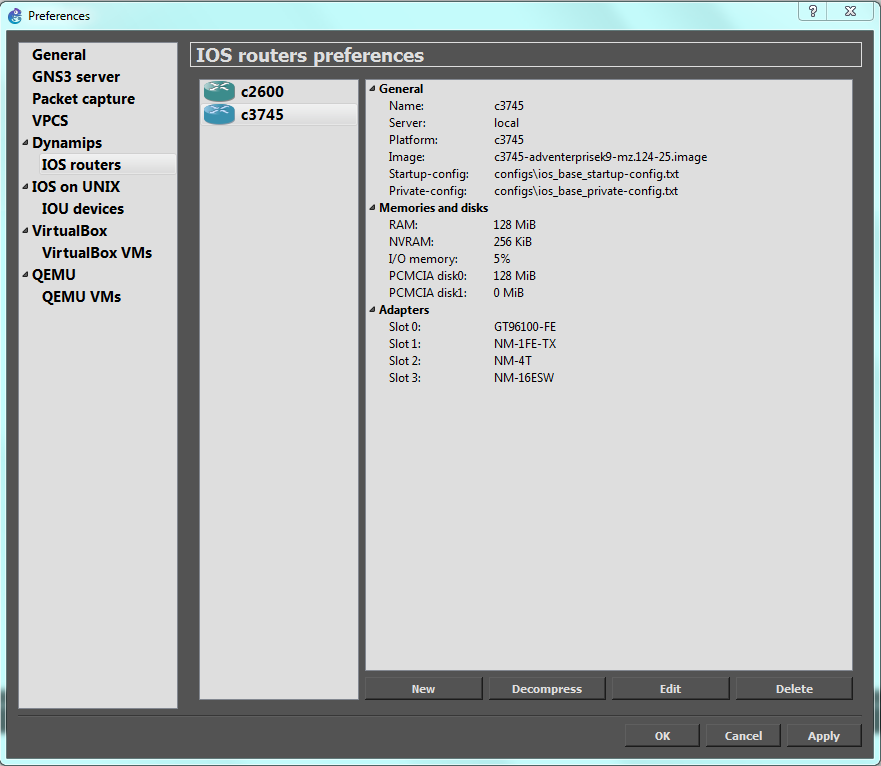 Preferences
General
GNS3 server
Packet capture
VPCS
Dynamips
IOS routers
IOS on UNIX
IOU devices
VirtualBox
VirtualBox VMs
QEMU
QEMU VMs
IOS routers preferences
c2600
c3745
General
Name: c3745
Server: local
Platform: c3745
Image: c3745-adventerprisek9-mz.124-25.image
Startup-config: configs\ios_base_startup-config.txt
Private-config: configs\ios_base_private-config.txt
Memories and disks
RAM: 128 MiB
NVRAM: 256 KiB
I/O memory: 5%
PCMCIA disk0: 128 MiB
PCMCIA disk1: 0 MiB
Adapters
Slot 0: GT96100-FE
Slot 1: NM-1FE-TX
Slot 2: NM-4T
Slot 3: NM-16ESW
New Decompress Edit Delete
OK Cancel Apply